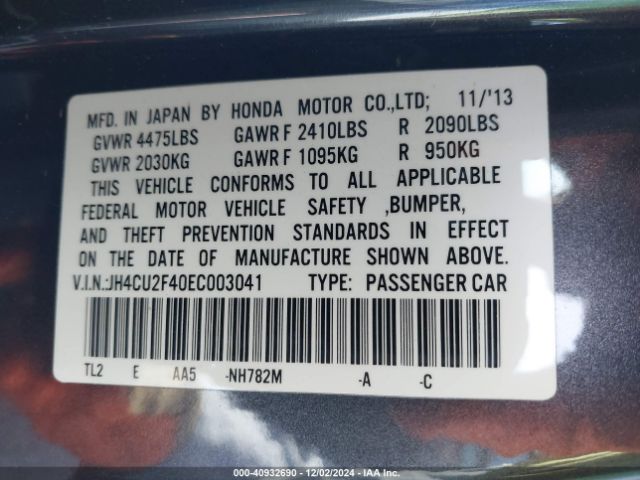 MFD. IN JAPAN BY HONDA MOTOR CO.,LTD; 11/'13
GVWR 4475LBS GAWR F 2410LBS R 2090LBS
GVWR 2030KG GAWR F 1095KG R 950KG
THIS VEHICLE CONFORMS TO ALL APPLICABLE
FEDERAL MOTOR VEHICLE SAFETY ,BUMPER,
AND THEFT PREVENTION STANDARDS IN EFFECT
ON THE DATE OF MANUFACTURE SHOWN ABOVE.
V.I.N.:JH4CU2F40EC003041 TYPE: PASSENGER CAR
TL2 E AA5 -NH782M -A -C
000-40932690 - 12/02/2024 - IAA Inc.